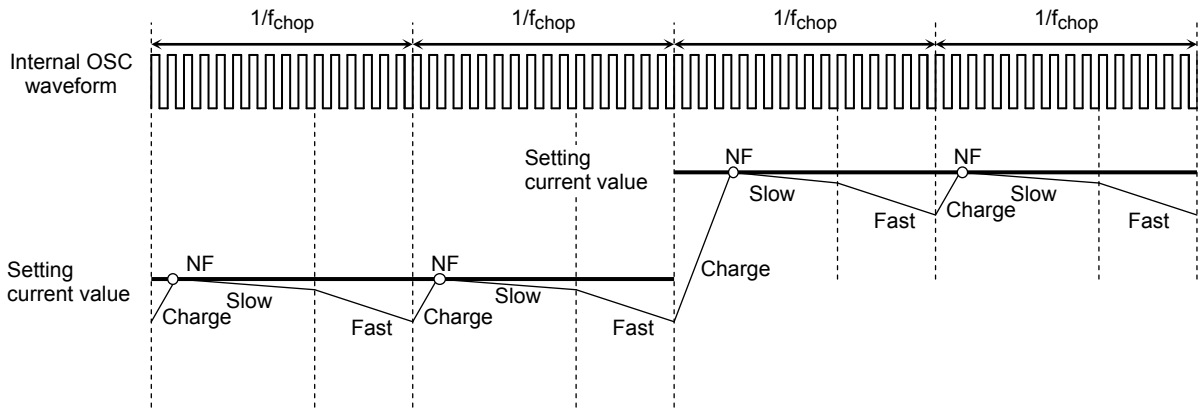 1/fchop 1/fchop 1/fchop 1/fchop
Internal OSC
waveform
Setting
current value
NF
NF
Slow
Slow
Fast
Charge
Fast
Charge
Setting
current value
NF
NF
Slow
Slow
Charge
Fast
Charge
Fast